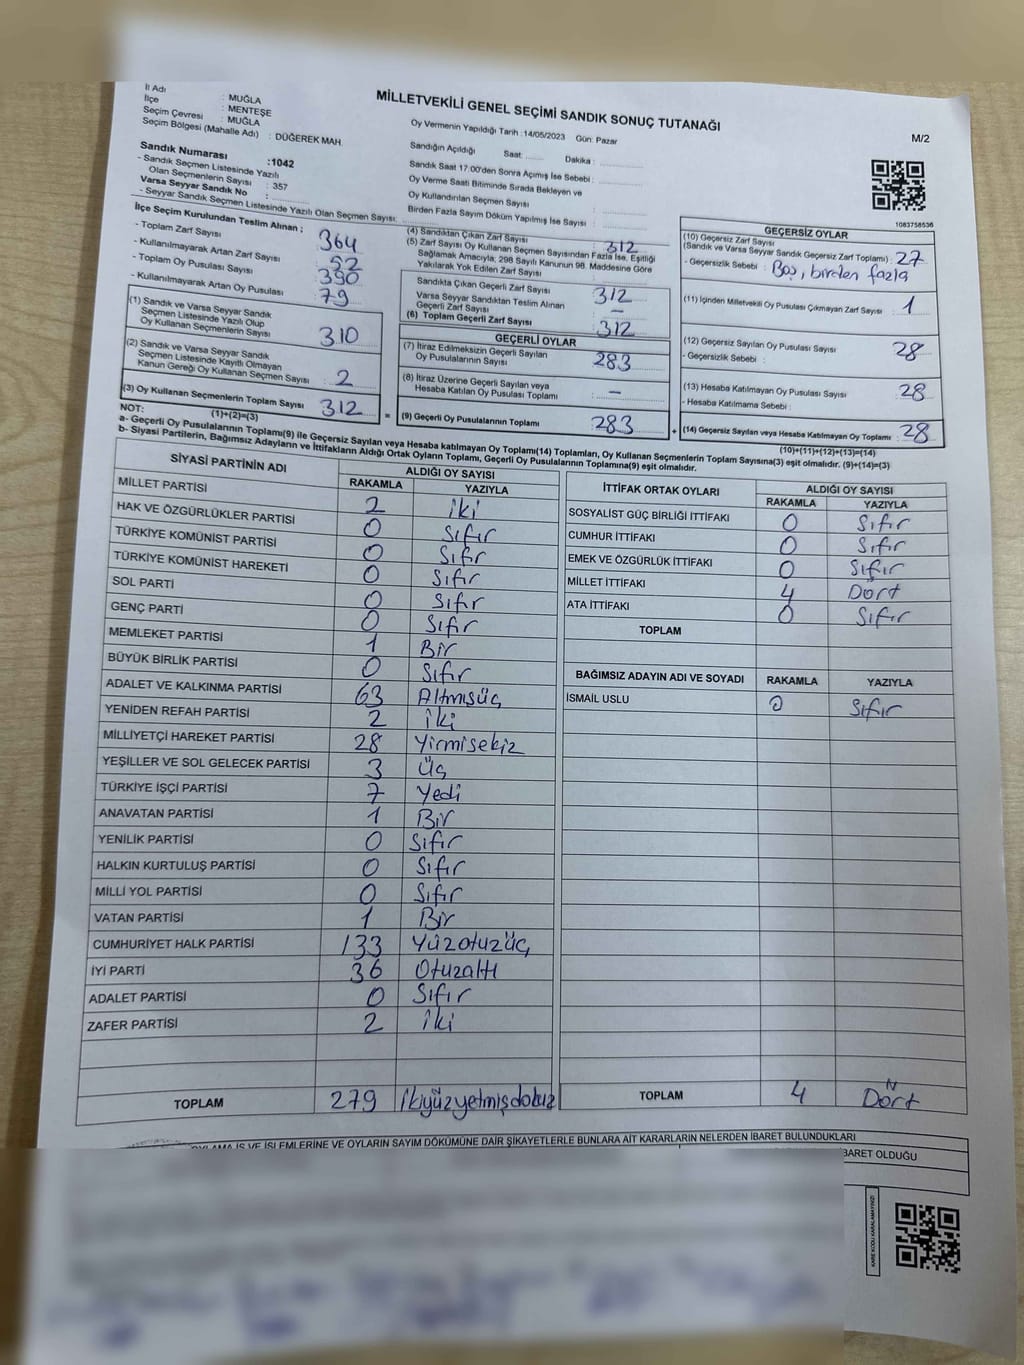 MİLLETVEKİLİ GENEL SEÇİMİ SANDIK SONUÇ TUTANAĞI
M/2
İl Adı : MUĞLA
İlçe : MENTEŞE
Seçim Çevresi : MUĞLA
Seçim Bölgesi (Mahalle Adı) : DÜĞEREK MAH.
Sandık Numarası :1042
- Sandık Seçmen Listesinde Yazılı
Olan Seçmenlerin Sayısı : 357
Varsa Seyyar Sandık No :
- Seyyar Sandık Seçmen Listesinde Yazılı Olan Seçmen Sayısı:
Oy Vermenin Yapıldığı Tarih :14/05/2023 Gün: Pazar
Sandığın Açıldığı Saat: Dakika :
Sandık Saat 17.00'den Sonra Açımış İse Sebebi :
Oy Verme Saati Bitiminde Sırada Bekleyen ve
Oy Kullandırılan Seçmen Sayısı :
Birden Fazla Sayım Döküm Yapılmış İse Sayısı :
1083758536
İlçe Seçim Kurulundan Teslim Alınan ;
- Toplam Zarf Sayısı : 364
- Kullanılmayarak Artan Zarf Sayısı : 52
- Toplam Oy Pusulası Sayısı : 390
- Kullanılmayarak Artan Oy Pusulası : 79
(1) Sandık ve Varsa Seyyar Sandık
Seçmen Listesinde Yazılı Olup
Oy Kullanan Seçmenlerin Sayısı : 310
(2) Sandık ve Varsa Seyyar Sandık
Seçmen Listesinde Kayıtlı Olmayan
Kanun Gereği Oy Kullanan Seçmen Sayısı : 2
(3) Oy Kullanan Seçmenlerin Toplam Sayısı : 312
(1)+(2)=(3)
(4) Sandıktan Çıkan Zarf Sayısı : 312
(5) Zarf Sayısı Oy Kullanan Seçmen Sayısından Fazla İse, Eşitliği
Sağlamak Amacıyla; 298 Sayılı Kanunun 98. Maddesine Göre
Yakılarak Yok Edilen Zarf Sayısı :
Sandıkta Çıkan Geçerli Zarf Sayısı : 312
Varsa Seyyar Sandıktan Teslim Alınan
Geçerli Zarf Sayısı : –
(6) Toplam Geçerli Zarf Sayısı : 312
GEÇERLİ OYLAR
(7) İtiraz Edilmeksizin Geçerli Sayılan
Oy Pusulalarının Sayısı : 283
(8) İtiraz Üzerine Geçerli Sayılan veya
Hesaba Katılan Oy Pusulası Toplamı : –
= (9) Geçerli Oy Pusulalarının Toplamı : 283 +
GEÇERSİZ OYLAR
(10) Geçersiz Zarf Sayısı
(Sandık ve Varsa Seyyar Sandık Geçersiz Zarf Toplamı) : 27
- Geçersizlik Sebebi : Boş, birden fazla
(11) İçinden Milletvekili Oy Pusulası Çıkmayan Zarf Sayısı : 1
(12) Geçersiz Sayılan Oy Pusulası Sayısı : 28
- Geçersizlik Sebebi :
(13) Hesaba Katılmayan Oy Pusulası Sayısı : 28
- Hesaba Katılmama Sebebi :
(14) Geçersiz Sayılan veya Hesaba Katılmayan Oy Toplamı : 28
(10)+(11)+(12)+(13)=(14)
NOT:
a- Geçerli Oy Pusulalarının Toplamı(9) ile Geçersiz Sayılan veya Hesaba katılmayan Oy Toplamı(14) Toplamları, Oy Kullanan Seçmenlerin Toplam Sayısına(3) eşit olmalıdır. (9)+(14)=(3)
b- Siyasi Partilerin, Bağımsız Adayların ve İttifakların Aldığı Ortak Oyların Toplamı, Geçerli Oy Pusulalarının Toplamına(9) eşit olmalıdır.
SİYASİ PARTİNİN ADI ALDIĞI OY SAYISI
RAKAMLA YAZIYLA
MİLLET PARTİSİ 2 iki
HAK VE ÖZGÜRLÜKLER PARTİSİ 0 Sıfır
TÜRKİYE KOMÜNİST PARTİSİ 0 Sıfır
TÜRKİYE KOMÜNİST HAREKETİ 0 Sıfır
SOL PARTİ 0 Sıfır
GENÇ PARTİ 0 Sıfır
MEMLEKET PARTİSİ 1 Bir
BÜYÜK BİRLİK PARTİSİ 0 Sıfır
ADALET VE KALKINMA PARTİSİ 63 Altmışüç
YENİDEN REFAH PARTİSİ 2 iki
MİLLİYETÇİ HAREKET PARTİSİ 28 Yirmisekiz
YEŞİLLER VE SOL GELECEK PARTİSİ 3 Üç
TÜRKİYE İŞÇİ PARTİSİ 7 Yedi
ANAVATAN PARTİSİ 1 Bir
YENİLİK PARTİSİ 0 Sıfır
HALKIN KURTULUŞ PARTİSİ 0 Sıfır
MİLLİ YOL PARTİSİ 0 Sıfır
VATAN PARTİSİ 1 Bir
CUMHURİYET HALK PARTİSİ 133 Yüzotuzüç
İYİ PARTİ 36 Otuzaltı
ADALET PARTİSİ 0 Sıfır
ZAFER PARTİSİ 2 iki
TOPLAM 279 ikiyüzyetmişdokuz
İTTİFAK ORTAK OYLARI ALDIĞI OY SAYISI
RAKAMLA YAZIYLA
SOSYALİST GÜÇ BİRLİĞİ İTTİFAKI 0 Sıfır
CUMHUR İTTİFAKI 0 Sıfır
EMEK VE ÖZGÜRLÜK İTTİFAKI 0 Sıfır
MİLLET İTTİFAKI 4 Dört
ATA İTTİFAKI 0 Sıfır
TOPLAM
BAĞIMSIZ ADAYIN ADI VE SOYADI RAKAMLA YAZIYLA
İSMAİL USLU 0 Sıfır
TOPLAM 4 Dört
OYLAMA İŞ VE İŞLEMLERİNE VE OYLARIN SAYIM DÖKÜMÜNE DAİR ŞİKAYETLERLE BUNLARA AİT KARARLARIN NELERDEN İBARET BULUNDUKLARI
İBARET OLDUĞU
KARE KODU KARALAMAYINIZ!